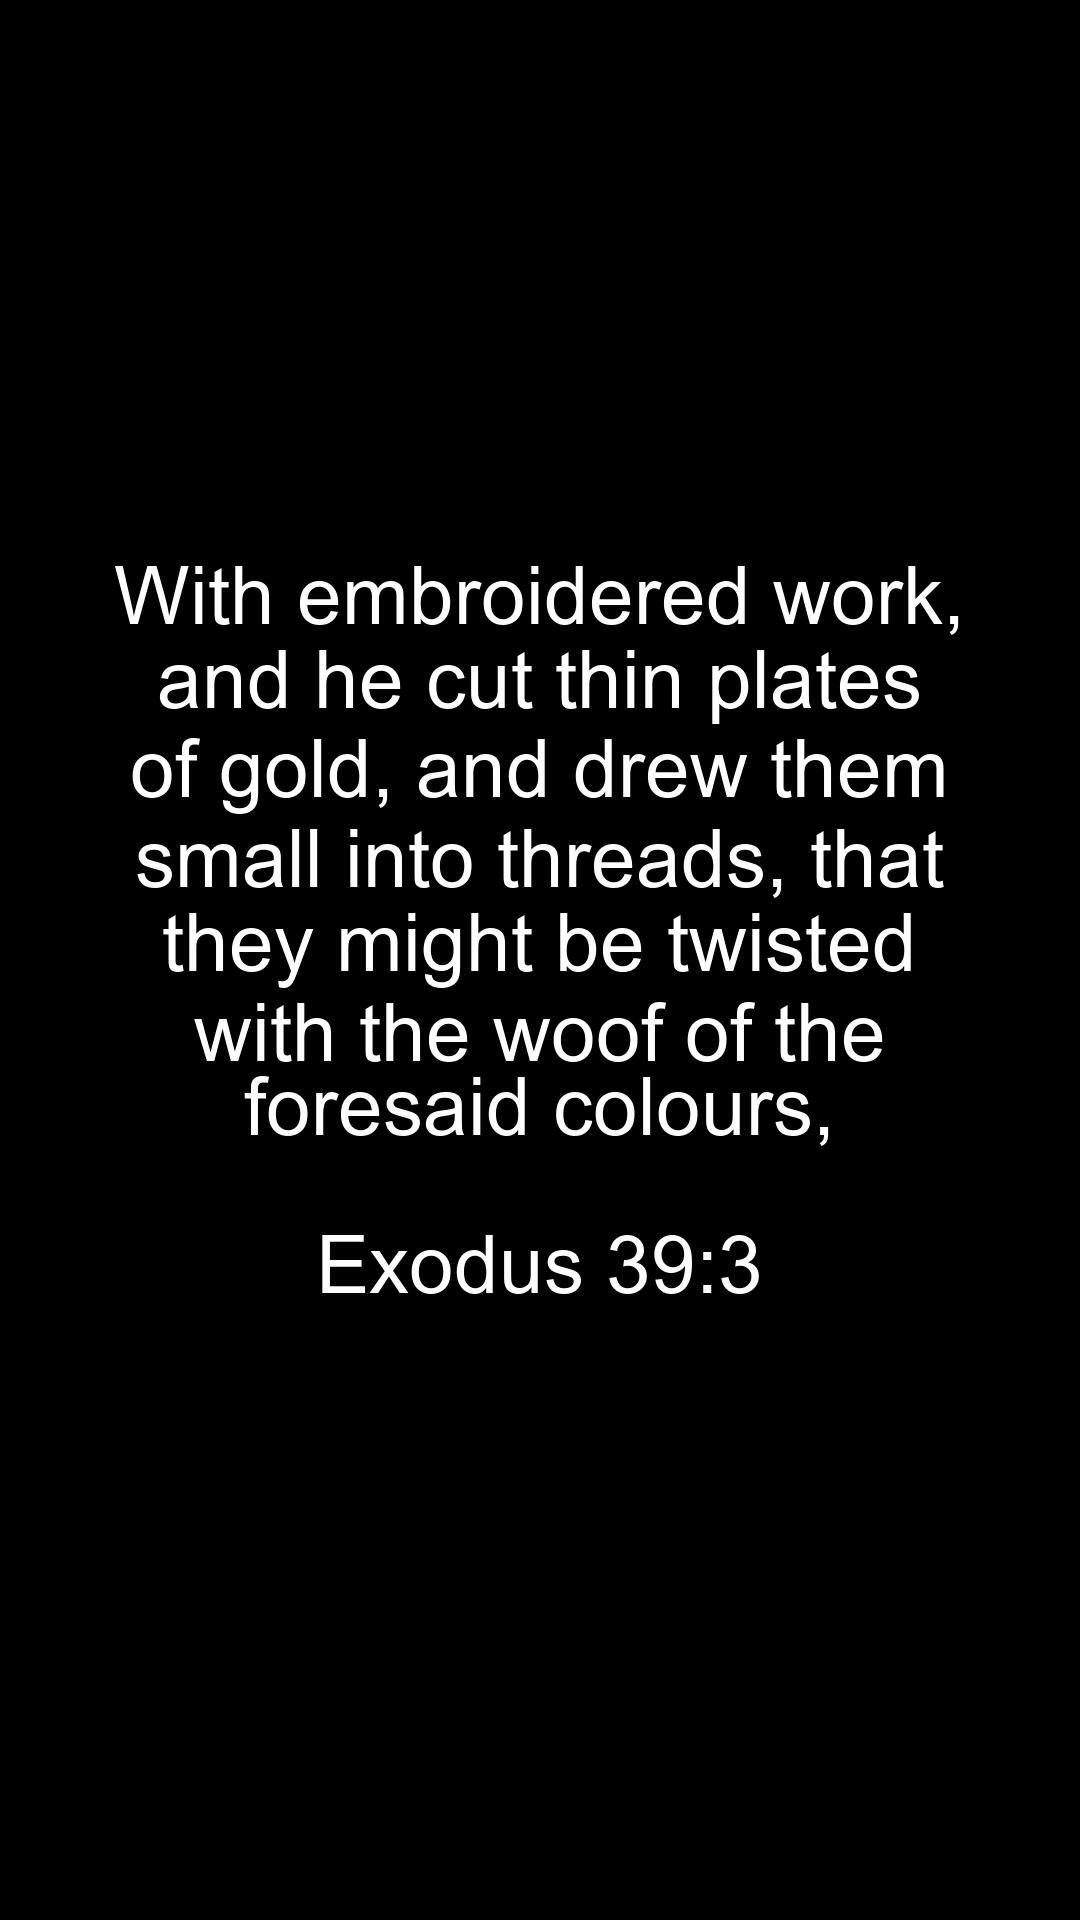 With embroidered work,
and he cut thin plates
of gold, and drew them
small into threads, that
they might be twisted
with the woof of the
foresaid colours,
Exodus 39:3